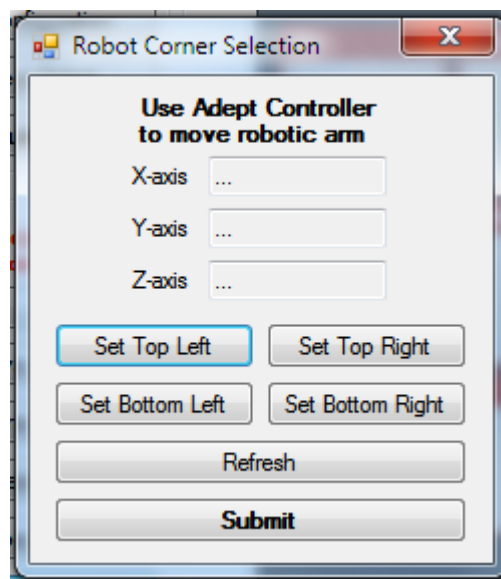 Robot Corner Selection
Use Adept Controller
to move robotic arm
X-axis ...
Y-axis ...
Z-axis ...
Set Top Left Set Top Right
Set Bottom Left Set Bottom Right
Refresh
Submit